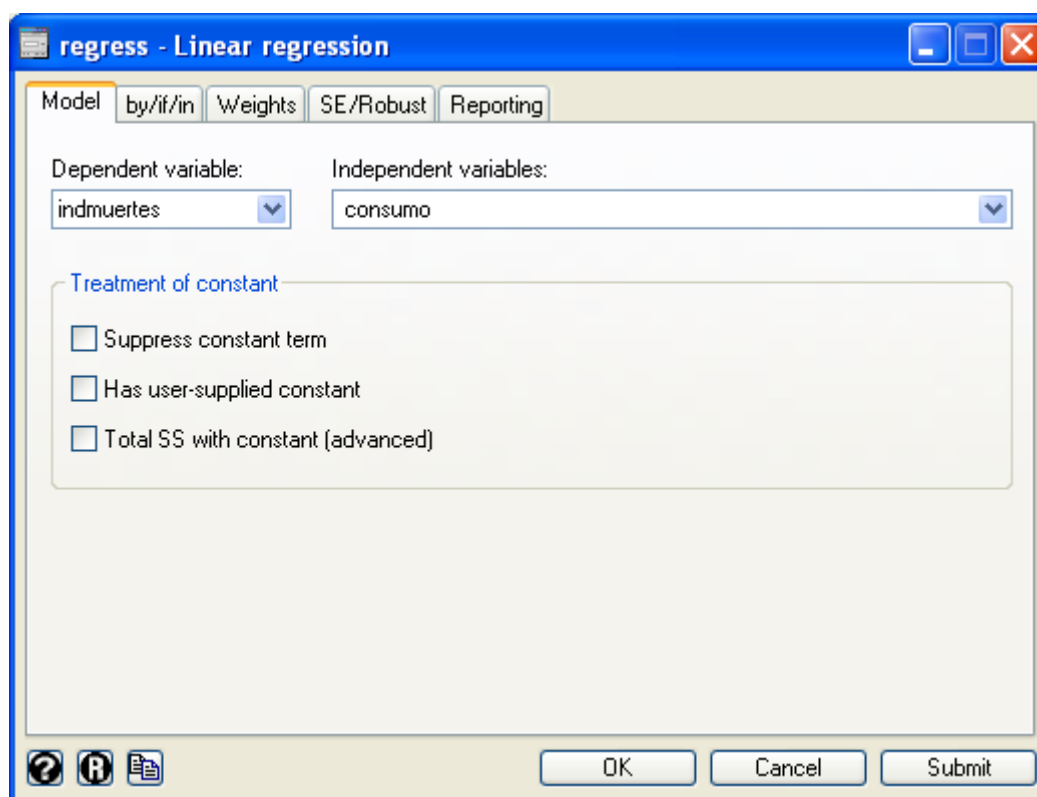 regress - Linear regression
Model by/if/in Weights SE/Robust Reporting
Dependent variable: Independent variables:
indmuertes consumo
Treatment of constant
Suppress constant term
Has user-supplied constant
Total SS with constant (advanced)
? R OK Cancel Submit